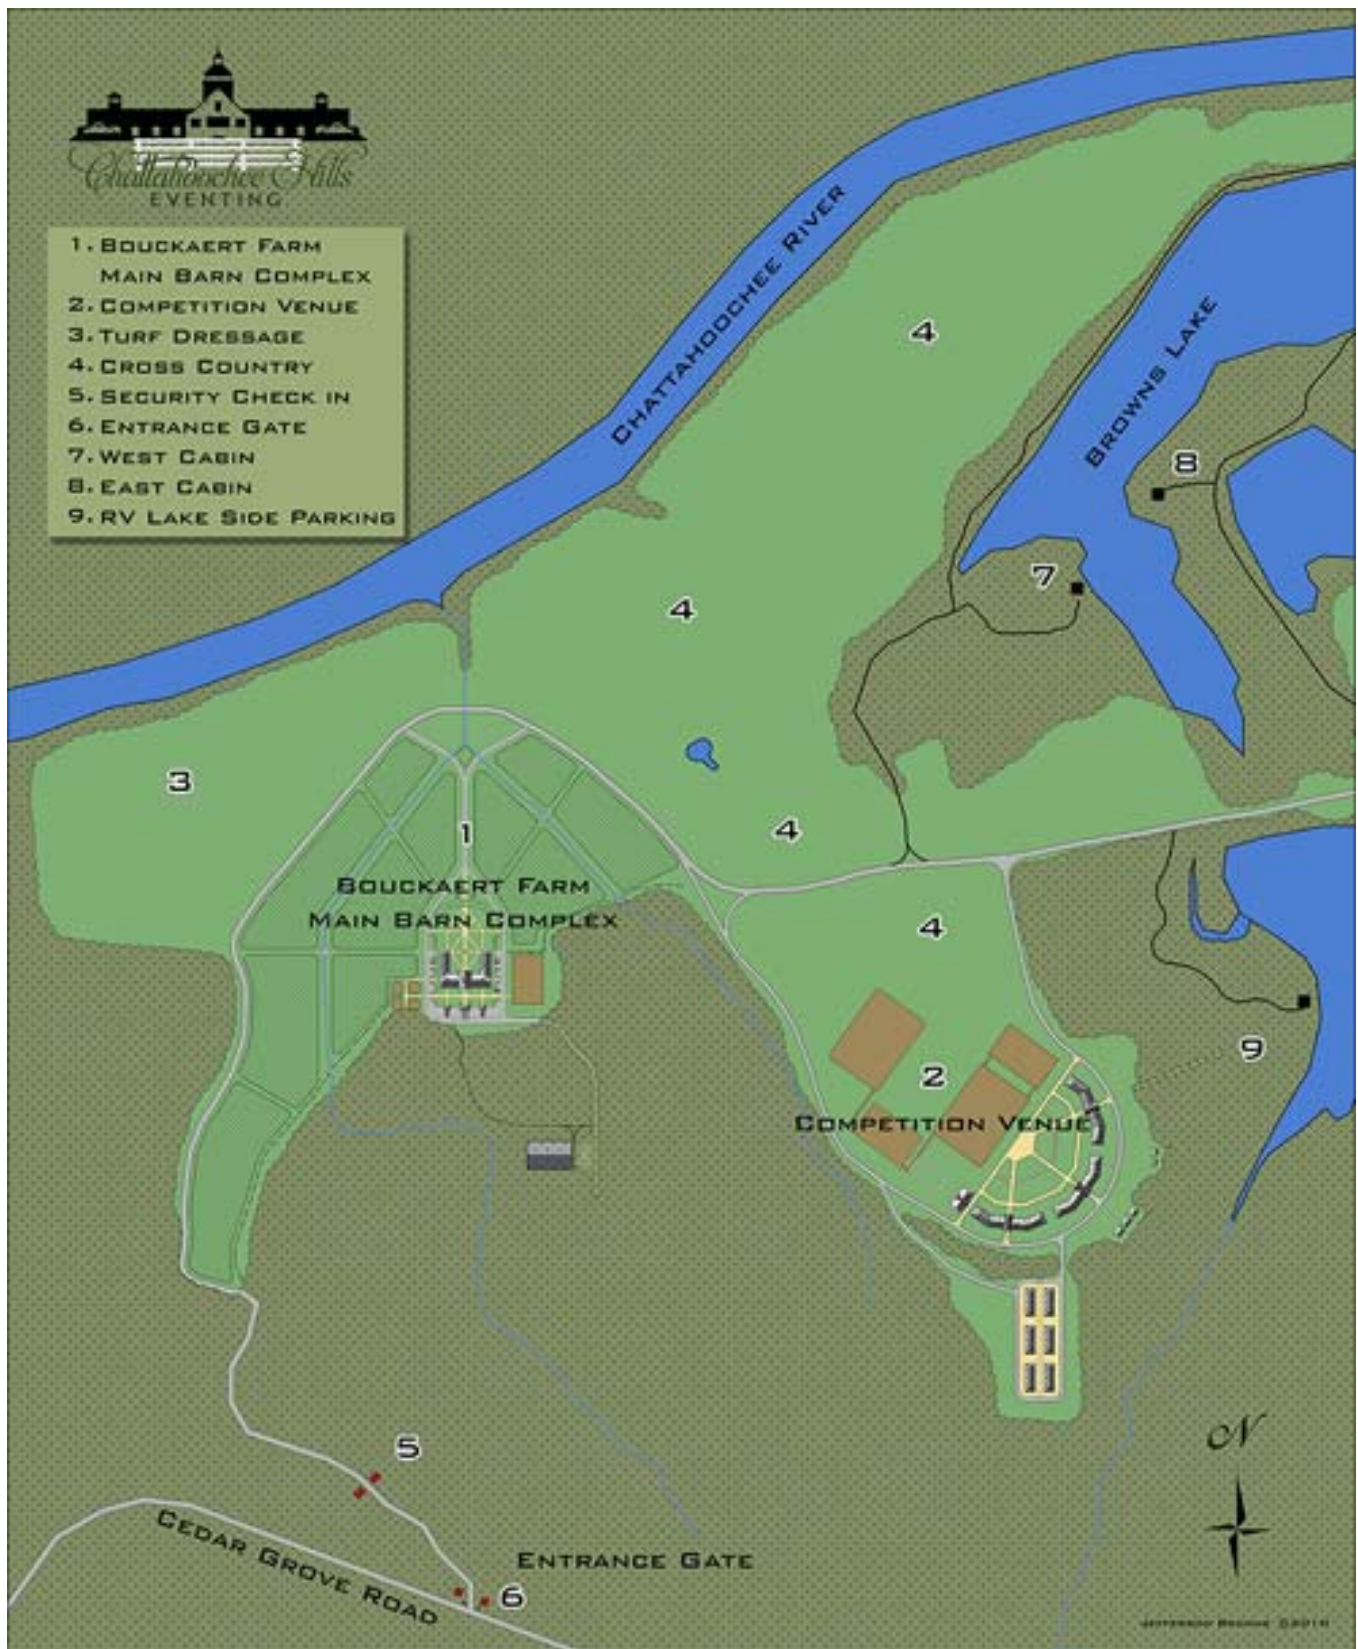 Chattahoochee Hills
EVENTING
1. BOUCKAERT FARM
MAIN BARN COMPLEX
2. COMPETITION VENUE
3. TURF DRESSAGE
4. CROSS COUNTRY
5. SECURITY CHECK IN
6. ENTRANCE GATE
7. WEST CABIN
8. EAST CABIN
9. RV LAKE SIDE PARKING
CHATTAHOOCHEE RIVER
4
BROWNS LAKE
8
7
4
3
4
1
BOUCKAERT FARM
MAIN BARN COMPLEX
4
9
2
COMPETITION VENUE
N
5
CEDAR GROVE ROAD
ENTRANCE GATE
6
©2010